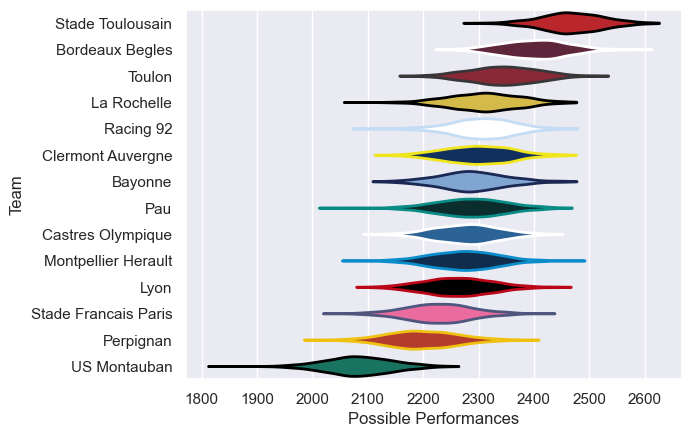 Stade Toulousain
Bordeaux Begles
Toulon
La Rochelle
Racing 92
Clermont Auvergne
Bayonne
Pau
Castres Olympique
Montpellier Herault
Lyon
Stade Francais Paris
Perpignan
US Montauban
Team
1800 1900 2000 2100 2200 2300 2400 2500 2600
Possible Performances